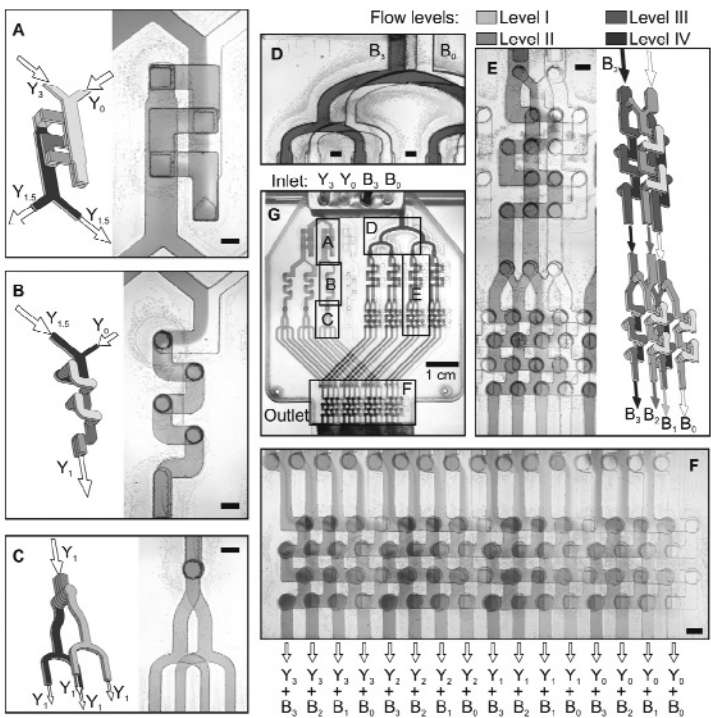 Flow levels:
Level I
Level III
Level II
Level IV
A
Y3
Y0
Y1.5
Y1.5
D
B3
B0
E
B3
Inlet: Y3 Y0 B3 B0
G
A
B
C
D
E
F
1 cm
Outlet
B
Y1.5
Y0
Y1
B3 B2 B1 B0
C
Y1
Y1 Y1 Y1 Y1
F
Y3 Y3 Y3 Y3 Y2 Y2 Y2 Y2 Y1 Y1 Y1 Y1 Y0 Y0 Y0 Y0
+ + + + + + + + + + + + + + + +
B3 B2 B1 B0 B3 B2 B1 B0 B3 B2 B1 B0 B3 B2 B1 B0